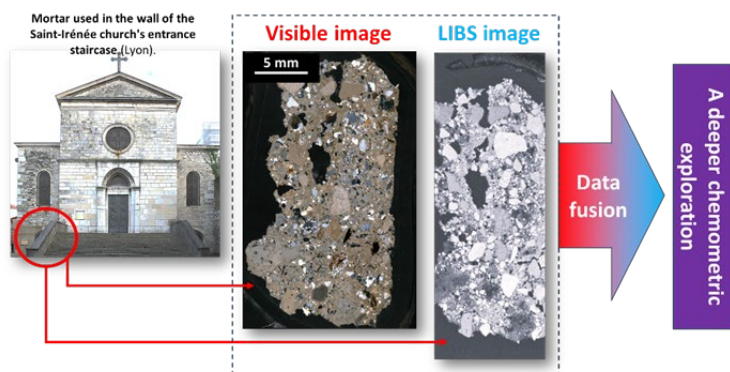 Mortar used in the wall of the
Saint-Irénée church's entrance
staircase (Lyon).
Visible image
LIBS image
5 mm
Data
fusion
A deeper chemometric
exploration